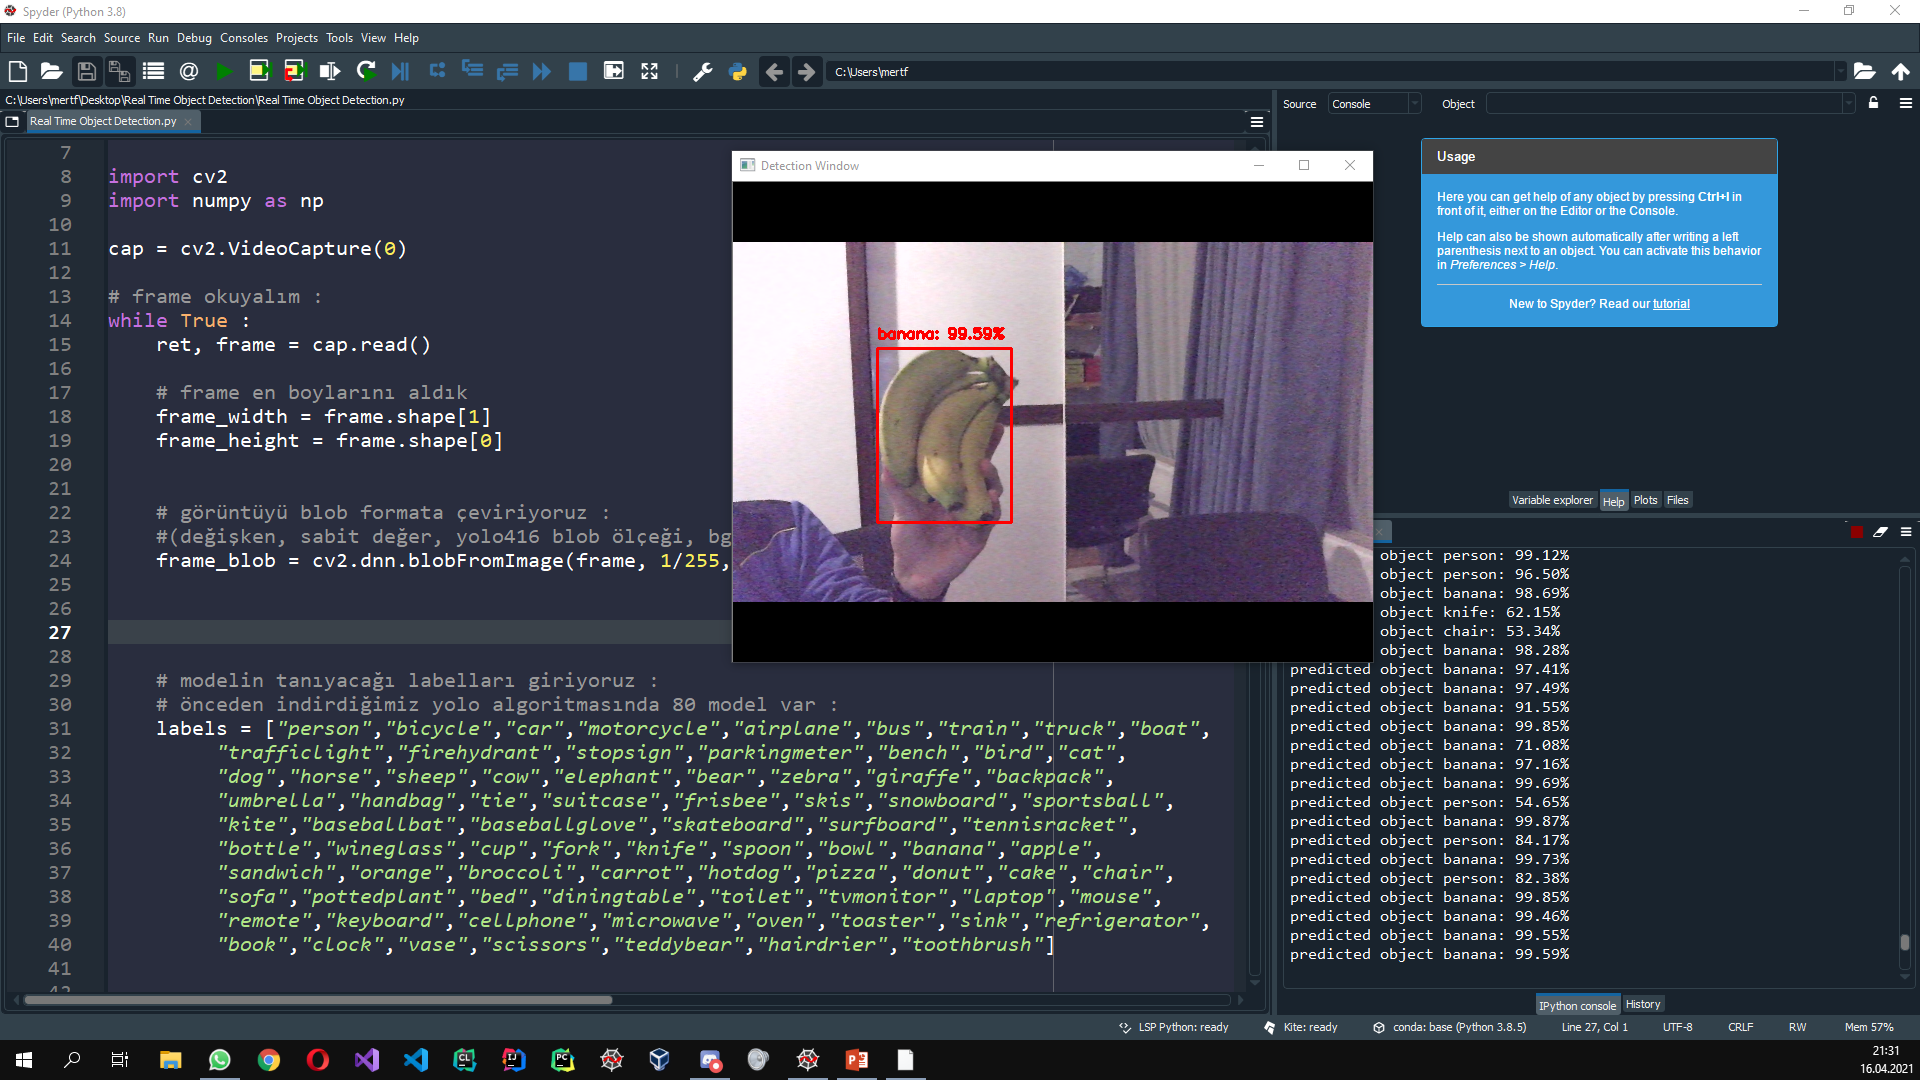 Spyder (Python 3.8)
File Edit Search Source Run Debug Consoles Projects Tools View Help
C:\Users\mertf
C:\Users\mertf\Desktop\Real Time Object Detection\Real Time Object Detection.py
Real Time Object Detection.py
7
8 import cv2
9 import numpy as np
10
11 cap = cv2.VideoCapture(0)
12
13 # frame okuyalım :
14 while True :
15 ret, frame = cap.read()
16
17 # frame en boylarını aldık
18 frame_width = frame.shape[1]
19 frame_height = frame.shape[0]
20
21
22 # görüntüyü blob formata çeviriyoruz :
23 #(değişken, sabit değer, yolo416 blob ölçeği, bg
24 frame_blob = cv2.dnn.blobFromImage(frame, 1/255,
25
26
27
28
29 # modelin tanıyacağı labelları giriyoruz :
30 # önceden indirdiğimiz yolo algoritmasında 80 model var :
31 labels = ["person","bicycle","car","motorcycle","airplane","bus","train","truck","boat",
32 "trafficlight","firehydrant","stopsign","parkingmeter","bench","bird","cat",
33 "dog","horse","sheep","cow","elephant","bear","zebra","giraffe","backpack",
34 "umbrella","handbag","tie","suitcase","frisbee","skis","snowboard","sportsball",
35 "kite","baseballbat","baseballglove","skateboard","surfboard","tennisracket",
36 "bottle","wineglass","cup","fork","knife","spoon","bowl","banana","apple",
37 "sandwich","orange","broccoli","carrot","hotdog","pizza","donut","cake","chair",
38 "sofa","pottedplant","bed","diningtable","toilet","tvmonitor","laptop","mouse",
39 "remote","keyboard","cellphone","microwave","oven","toaster","sink","refrigerator",
40 "book","clock","vase","scissors","teddybear","hairdrier","toothbrush"]
41
Detection Window
banana: 99.59%
Source Console Object
Usage
Here you can get help of any object by pressing Ctrl+I in
front of it, either on the Editor or the Console.
Help can also be shown automatically after writing a left
parenthesis next to an object. You can activate this behavior
in Preferences > Help.
New to Spyder? Read our tutorial
Variable explorer Help Plots Files
object person: 99.12%
object person: 96.50%
object banana: 98.69%
object knife: 62.15%
object chair: 53.34%
object banana: 98.28%
predicted object banana: 97.41%
predicted object banana: 97.49%
predicted object banana: 91.55%
predicted object banana: 99.85%
predicted object banana: 71.08%
predicted object banana: 97.16%
predicted object banana: 99.69%
predicted object person: 54.65%
predicted object banana: 99.87%
predicted object person: 84.17%
predicted object banana: 99.73%
predicted object person: 82.38%
predicted object banana: 99.85%
predicted object banana: 99.46%
predicted object banana: 99.55%
predicted object banana: 99.59%
IPython console History
LSP Python: ready Kite: ready conda: base (Python 3.8.5) Line 27, Col 1 UTF-8 CRLF RW Mem 57%
21:31
16.04.2021